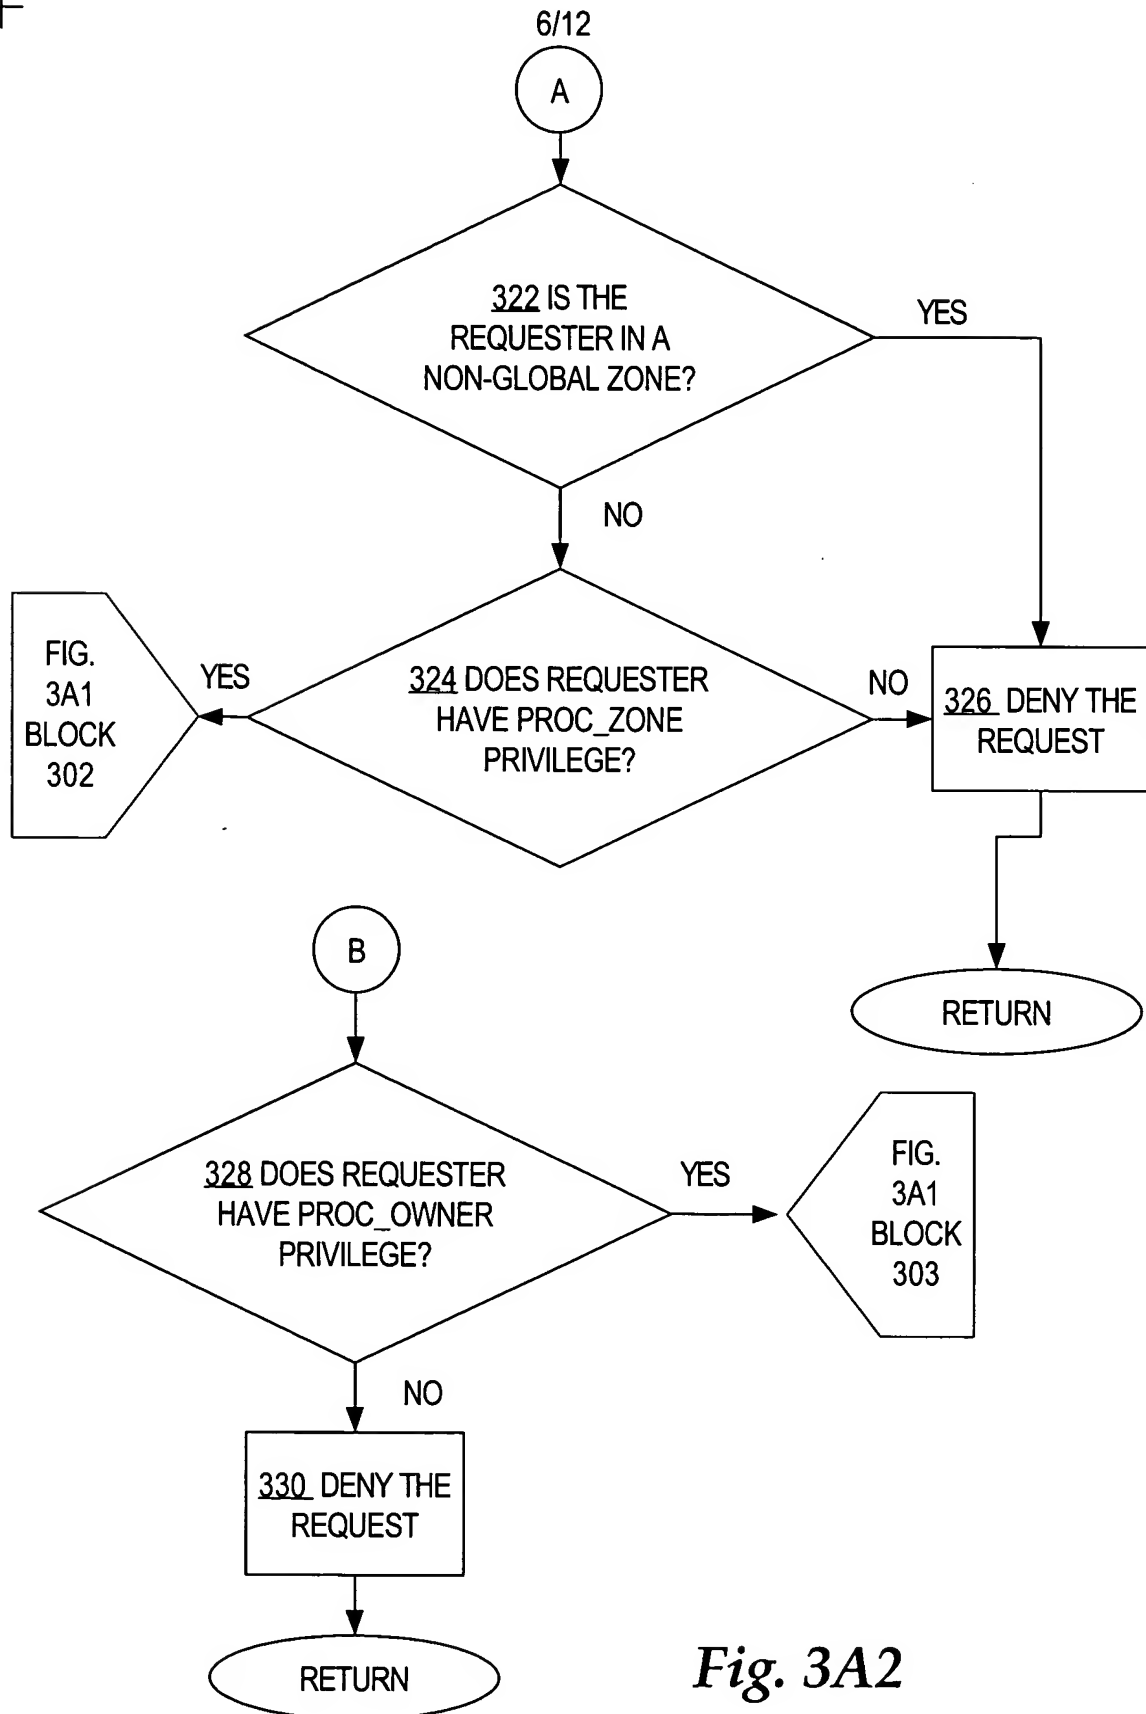 6/12
A
322 IS THE
REQUESTER IN A
NON-GLOBAL ZONE?
YES
NO
FIG.
3A1
BLOCK
302
YES
324 DOES REQUESTER
HAVE PROC_ZONE
PRIVILEGE?
NO
326 DENY THE
REQUEST
RETURN
B
328 DOES REQUESTER
HAVE PROC_OWNER
PRIVILEGE?
YES
FIG.
3A1
BLOCK
303
NO
330 DENY THE
REQUEST
RETURN
Fig. 3A2